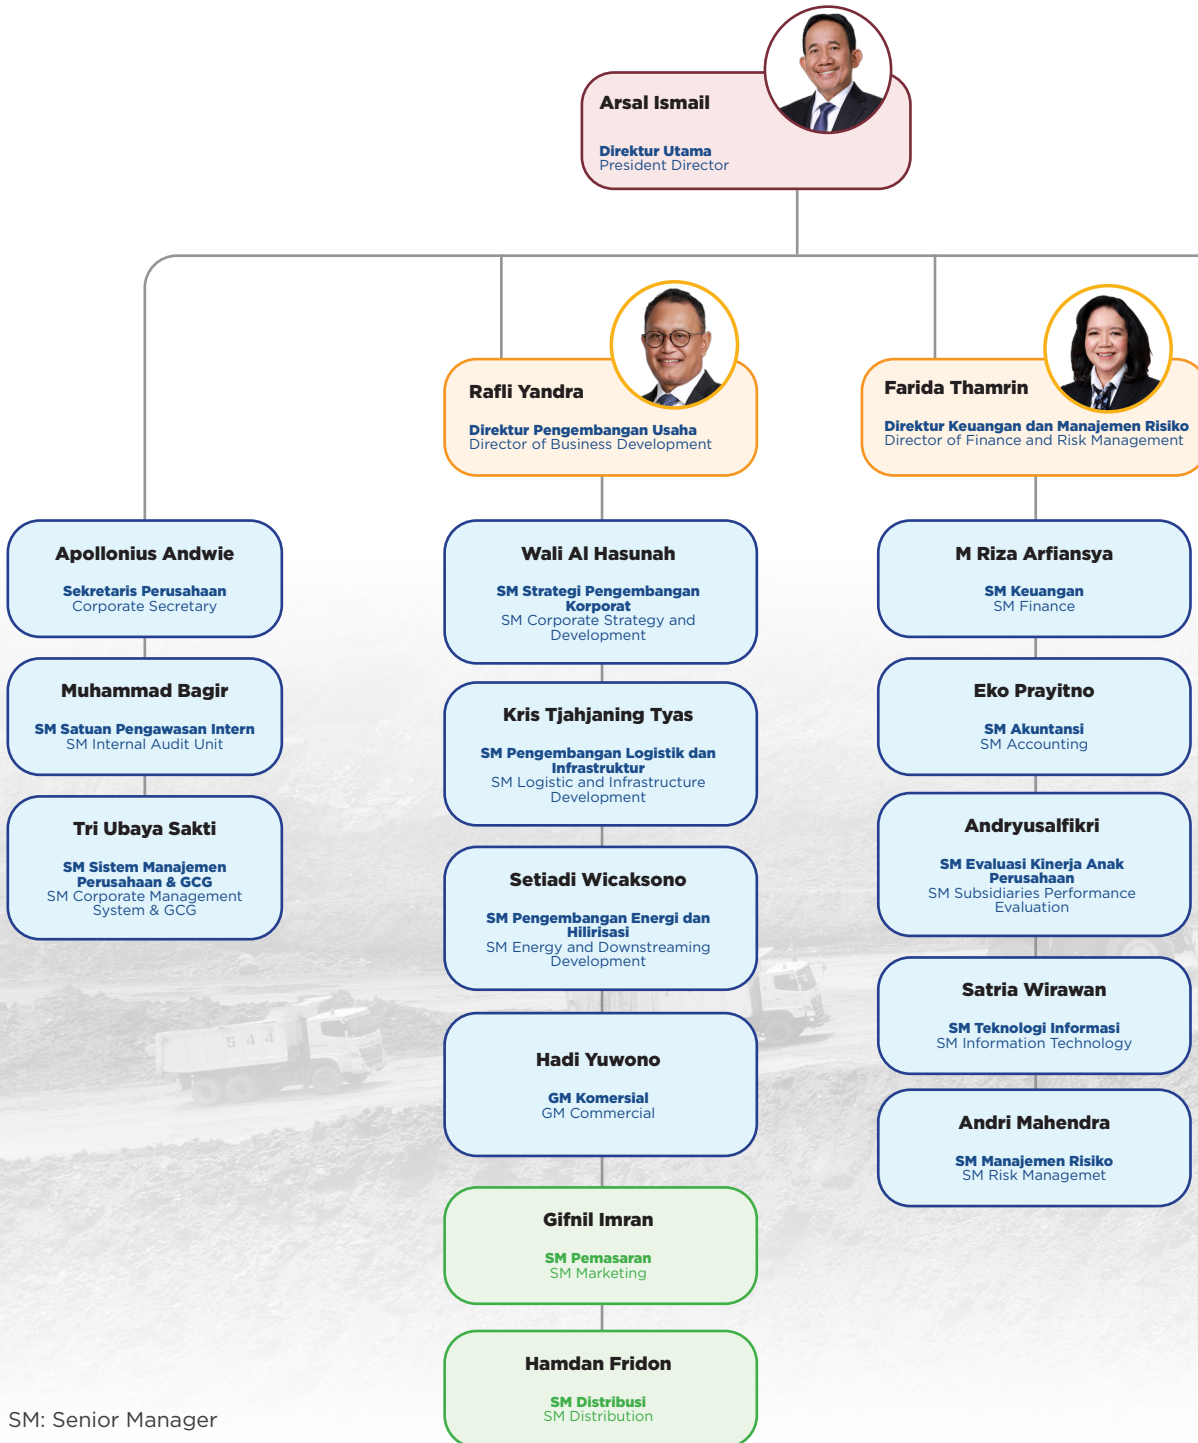 Arsal Ismail
Direktur Utama
President Director
Rafli Yandra
Direktur Pengembangan Usaha
Director of Business Development
Farida Thamrin
Direktur Keuangan dan Manajemen Risiko
Director of Finance and Risk Management
Apollonius Andwie
Sekretaris Perusahaan
Corporate Secretary
Muhammad Bagir
SM Satuan Pengawasan Intern
SM Internal Audit Unit
Tri Ubaya Sakti
SM Sistem Manajemen
Perusahaan & GCG
SM Corporate Management
System & GCG
Wali Al Hasunah
SM Strategi Pengembangan
Korporat
SM Corporate Strategy and
Development
Kris Tjahjaning Tyas
SM Pengembangan Logistik dan
Infrastruktur
SM Logistic and Infrastructure
Development
Setiadi Wicaksono
SM Pengembangan Energi dan
Hilirisasi
SM Energy and Downstreaming
Development
Hadi Yuwono
GM Komersial
GM Commercial
Gifnil Imran
SM Pemasaran
SM Marketing
Hamdan Fridon
SM Distribusi
SM Distribution
M Riza Arfiansya
SM Keuangan
SM Finance
Eko Prayitno
SM Akuntansi
SM Accounting
Andryusalfikri
SM Evaluasi Kinerja Anak
Perusahaan
SM Subsidiaries Performance
Evaluation
Satria Wirawan
SM Teknologi Informasi
SM Information Technology
Andri Mahendra
SM Manajemen Risiko
SM Risk Managemet
544
SM: Senior Manager